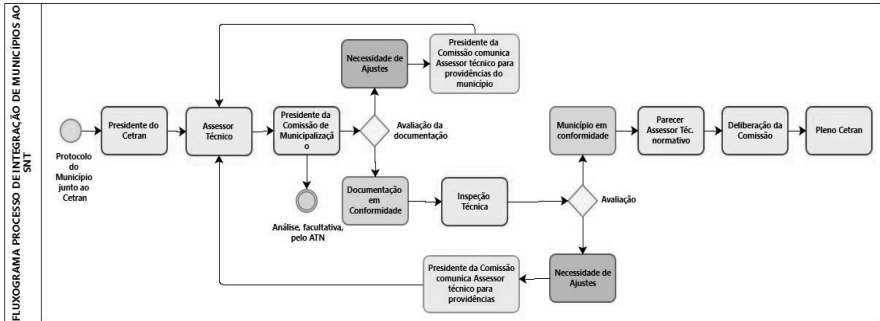 FLUXOGRAMA PROCESSO DE INTEGRAÇÃO DE MUNICÍPIOS AO
SNT
Protocolo
do
Município
junto ao
Cetran
Presidente do
Cetran
Assessor
Técnico
Presidente da
Comissão de
Municipalizaçã
o
Análise, facultativa,
pelo ATN
Avaliação da
documentação
Necessidade de
Ajustes
Presidente da
Comissão comunica
Assessor técnico para
providências do
município
Documentação
em
Conformidade
Inspeção
Técnica
Avaliação
Município em
conformidade
Parecer
Assessor Téc.
normativo
Deliberação da
Comissão
Pleno Cetran
Necessidade de
Ajustes
Presidente da Comissão
comunica Assessor
técnico para
providências